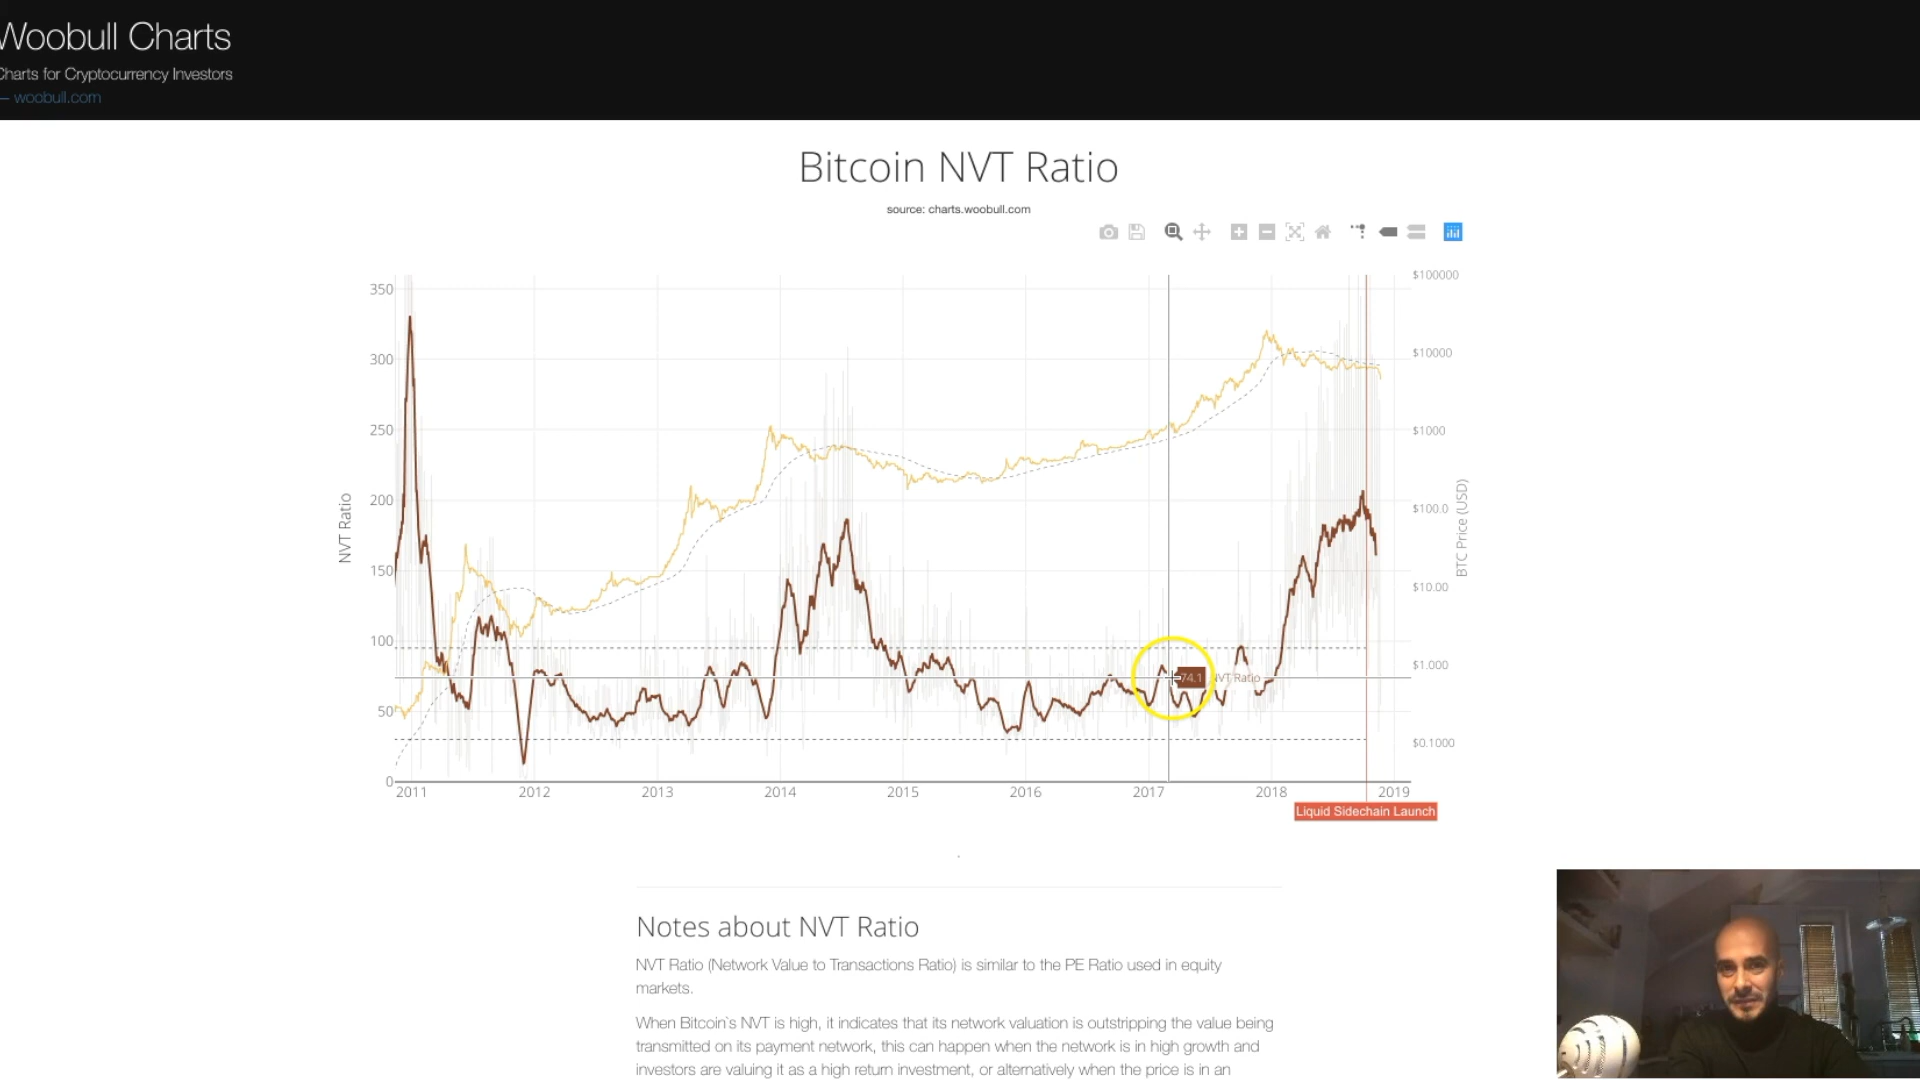 Woobull Charts
Charts for Cryptocurrency Investors
— woobull.com
Bitcoin NVT Ratio
source: charts.woobull.com
350
300
250
200
150
100
50
0
NVT Ratio
$100000
$10000
$1000
$100.0
$10.00
$1.000
$0.1000
BTC Price (USD)
74.1 NVT Ratio
2011 2012 2013 2014 2015 2016 2017 2018 2019
Liquid Sidechain Launch
Notes about NVT Ratio
NVT Ratio (Network Value to Transactions Ratio) is similar to the PE Ratio used in equity
markets.
When Bitcoin`s NVT is high, it indicates that its network valuation is outstripping the value being
transmitted on its payment network, this can happen when the network is in high growth and
investors are valuing it as a high return investment, or alternatively when the price is in an